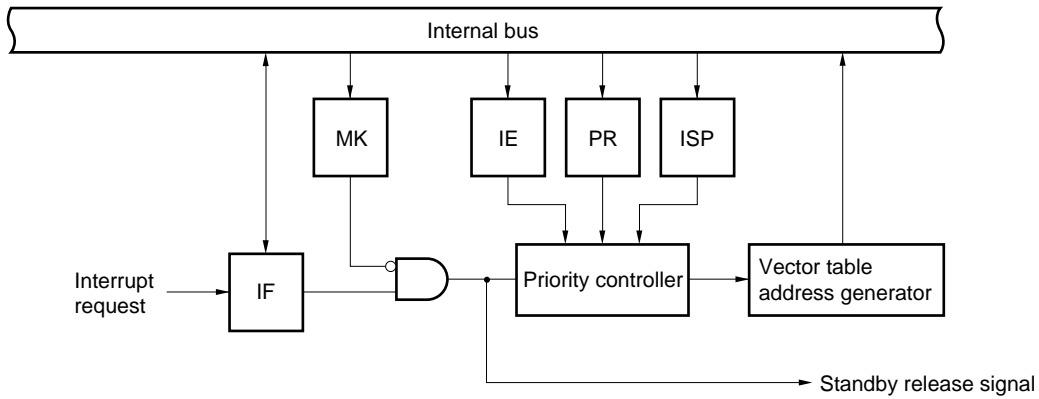 Internal bus
MK
IE
PR
ISP
Interrupt
request
IF
Priority controller
Vector table
address generator
Standby release signal